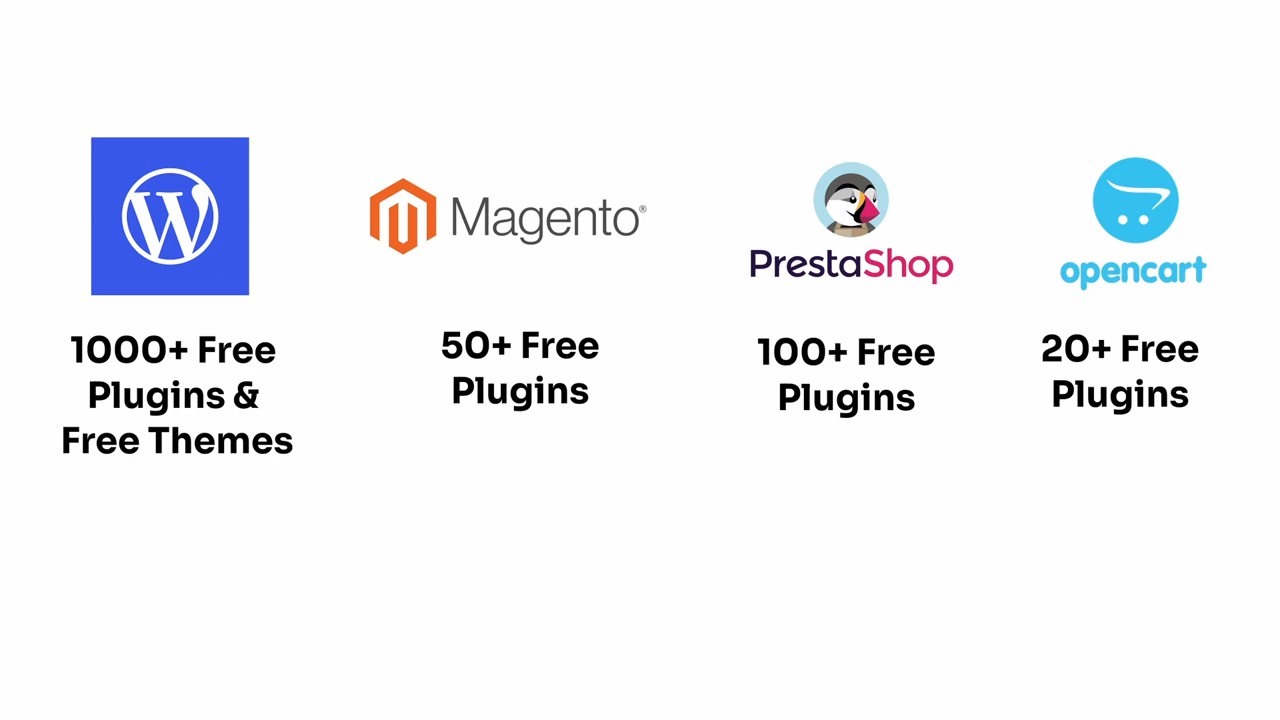 Magento®
PrestaShop
opencart
1000+ Free
Plugins &
Free Themes
50+ Free
Plugins
100+ Free
Plugins
20+ Free
Plugins